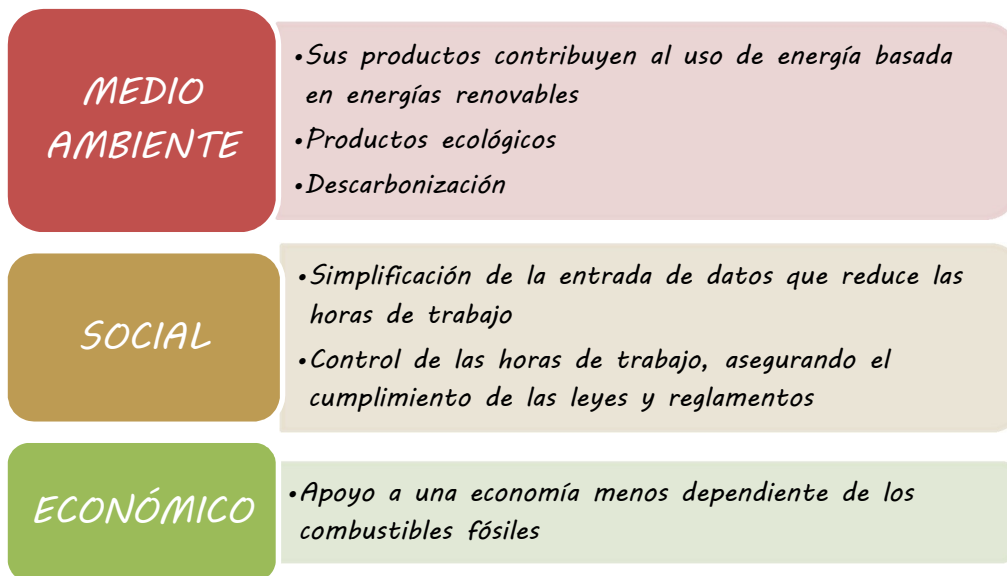 MEDIO
AMBIENTE
•Sus productos contribuyen al uso de energía basada
en energías renovables
•Productos ecológicos
•Descarbonización
SOCIAL
•Simplificación de la entrada de datos que reduce las
horas de trabajo
•Control de las horas de trabajo, asegurando el
cumplimiento de las leyes y reglamentos
ECONÓMICO
•Apoyo a una economía menos dependiente de los
combustibles fósiles